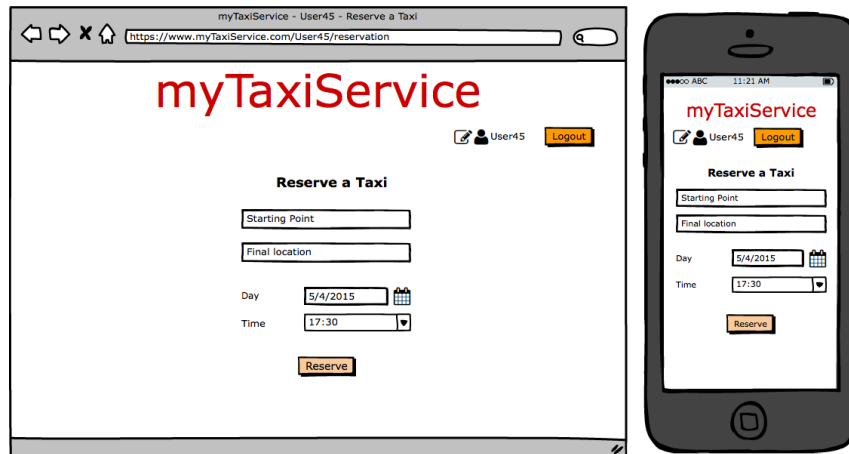 myTaxiService - User45 - Reserve a Taxi
https://www.myTaxiService.com/User45/reservation
myTaxiService
User45 Logout
Reserve a Taxi
Starting Point
Final location
Day 5/4/2015
Time 17:30
Reserve
ABC 11:21 AM
myTaxiService
User45 Logout
Reserve a Taxi
Starting Point
Final location
Day 5/4/2015
Time 17:30
Reserve